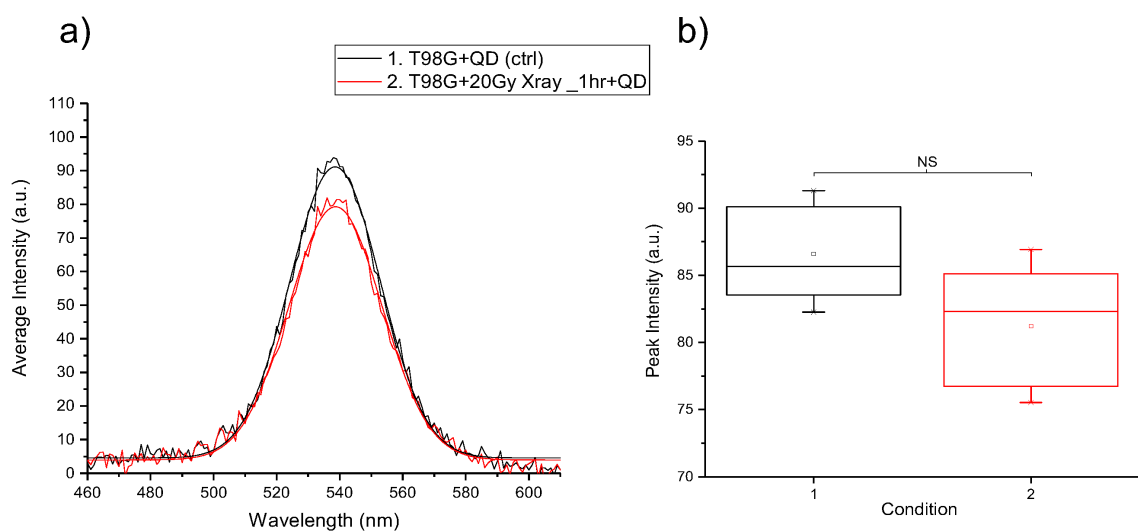 a)
1. T98G+QD (ctrl)
2. T98G+20Gy Xray _1hr+QD
110
100
90
80
70
60
50
40
30
20
10
0
Average Intensity (a.u.)
460 480 500 520 540 560 580 600
Wavelength (nm)
b)
95
90
85
80
75
70
Peak Intensity (a.u.)
NS
1 2
Condition